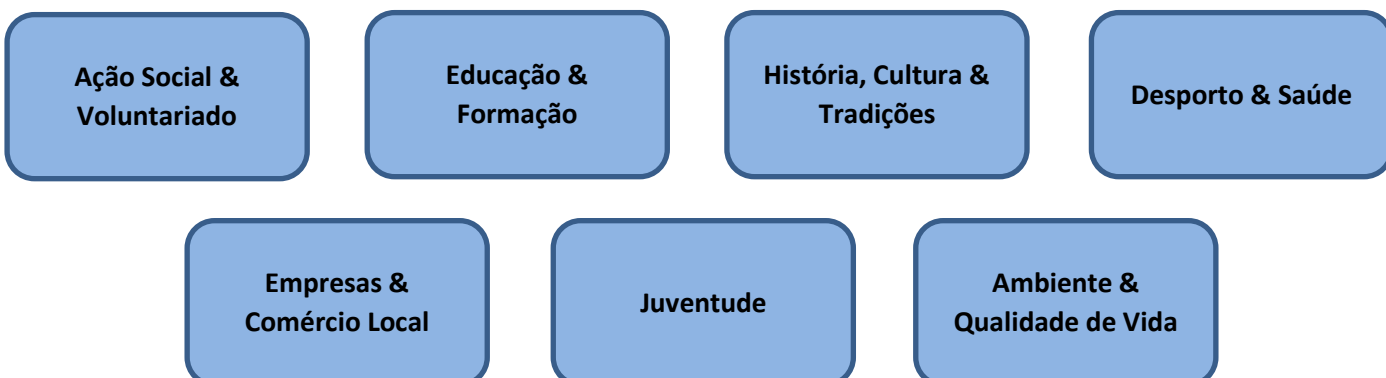 Ação Social &
Voluntariado
Educação &
Formação
História, Cultura &
Tradições
Desporto & Saúde
Empresas &
Comércio Local
Juventude
Ambiente &
Qualidade de Vida